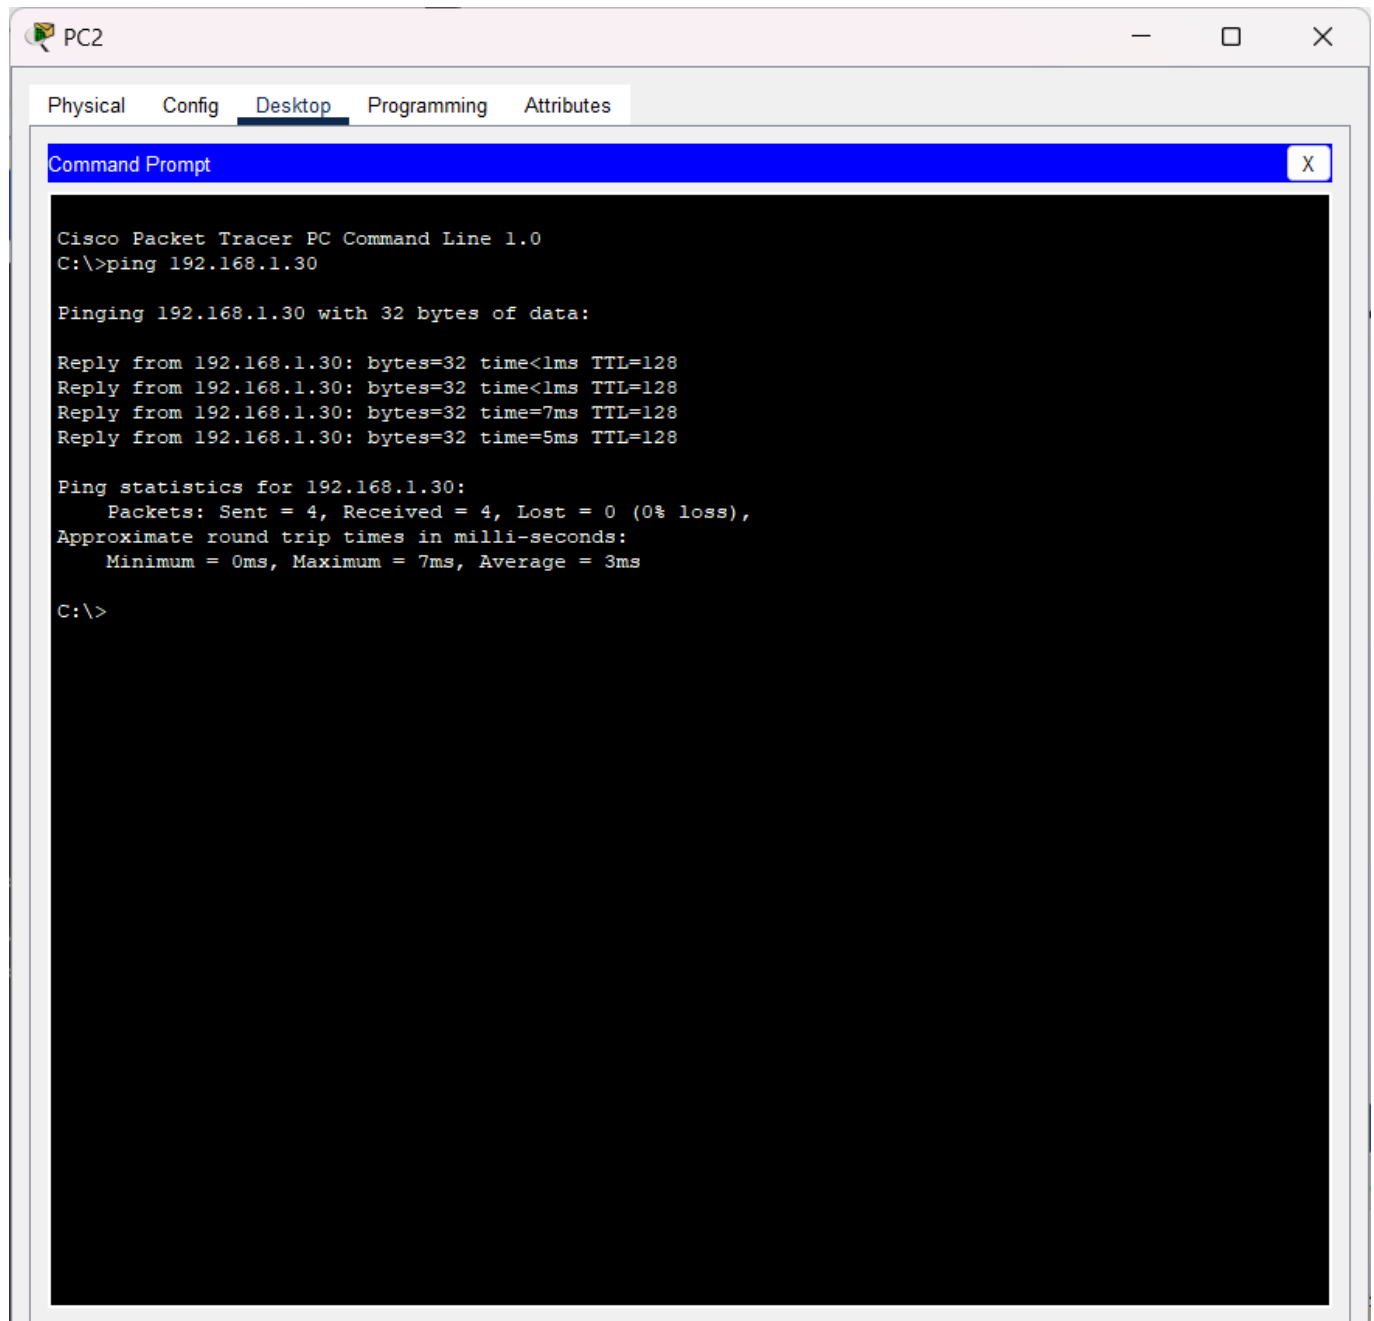 PC2
Physical Config Desktop Programming Attributes
Command Prompt X
Cisco Packet Tracer PC Command Line 1.0
C:\>ping 192.168.1.30
Pinging 192.168.1.30 with 32 bytes of data:
Reply from 192.168.1.30: bytes=32 time<1ms TTL=128
Reply from 192.168.1.30: bytes=32 time<1ms TTL=128
Reply from 192.168.1.30: bytes=32 time=7ms TTL=128
Reply from 192.168.1.30: bytes=32 time=5ms TTL=128
Ping statistics for 192.168.1.30:
Packets: Sent = 4, Received = 4, Lost = 0 (0% loss),
Approximate round trip times in milli-seconds:
Minimum = 0ms, Maximum = 7ms, Average = 3ms
C:\>